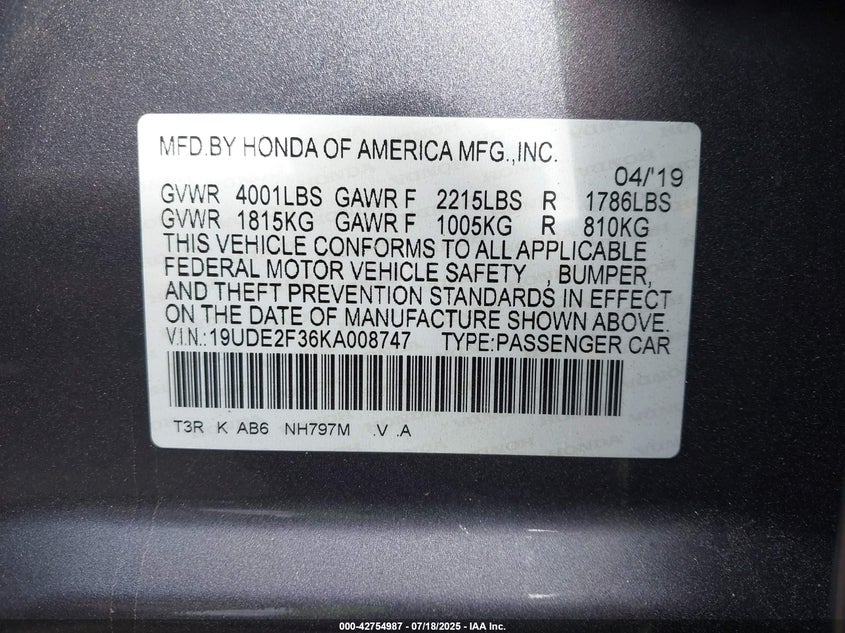 MFD.BY HONDA OF AMERICA MFG.,INC.
04/'19
GVWR 4001LBS GAWR F 2215LBS R 1786LBS
GVWR 1815KG GAWR F 1005KG R 810KG
THIS VEHICLE CONFORMS TO ALL APPLICABLE
FEDERAL MOTOR VEHICLE SAFETY , BUMPER,
AND THEFT PREVENTION STANDARDS IN EFFECT
ON THE DATE OF MANUFACTURE SHOWN ABOVE.
V.I.N.:19UDE2F36KA008747 TYPE:PASSENGER CAR
T3R K AB6 NH797M .V .A
000-42754987 - 07/18/2025 - IAA Inc.